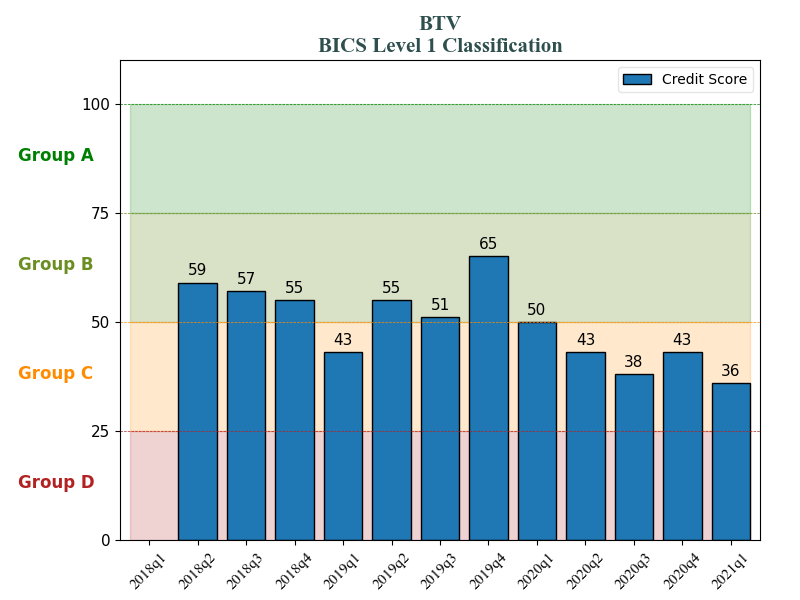 BTV
BICS Level 1 Classification
Credit Score
100
Group A
75
65
Group B
59
57
55
55
51
50
50
43
43
43
38
36
Group C
25
Group D
0
2018q1
2018q2
2018q3
2018q4
2019q1
2019q2
2019q3
2019q4
2020q1
2020q2
2020q3
2020q4
2021q1